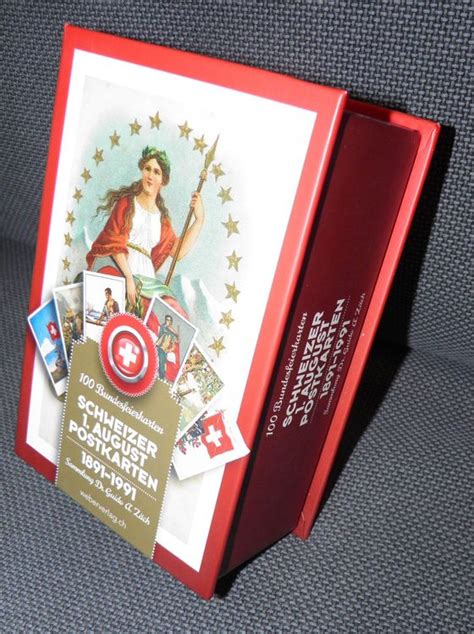 100 Bundesfeierkarten
SCHWEIZER
1. AUGUST
POSTKARTEN
1891–1991
Sammlung Dr. Guido A. Zäch
weberverlag.ch
100 Bundesfeierkarten
SCHWEIZER
1. AUGUST
POSTKARTEN
1891–1991
Sammlung Dr. Guido A. Zäch